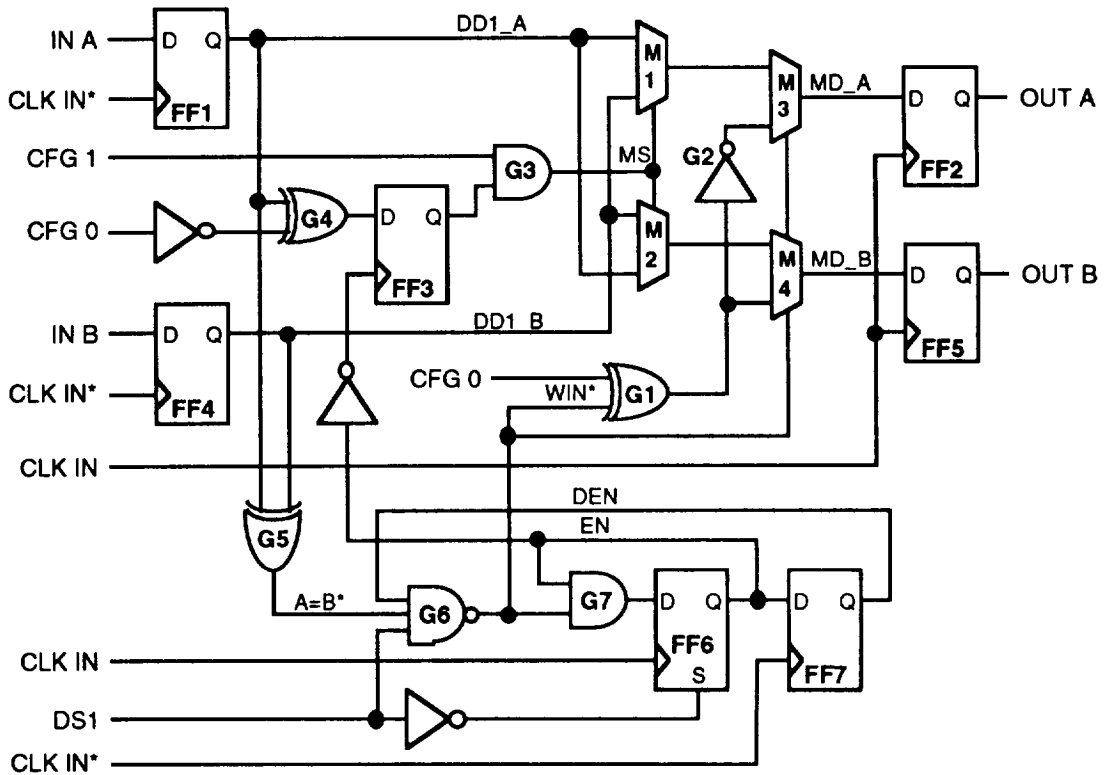 IN A
D Q
FF1
CLK IN*
DD1_A
M
1
M
3
MD_A
D Q
FF2
OUT A
CFG 1
G3
MS
G2
CFG 0
G4
D Q
FF3
M
2
M
4
MD_B
D Q
FF5
OUT B
IN B
D Q
FF4
CLK IN*
DD1_B
CFG 0
WIN*
G1
CLK IN
G5
DEN
EN
A=B*
G6
G7
D Q
FF6
S
D Q
FF7
CLK IN
DS1
CLK IN*